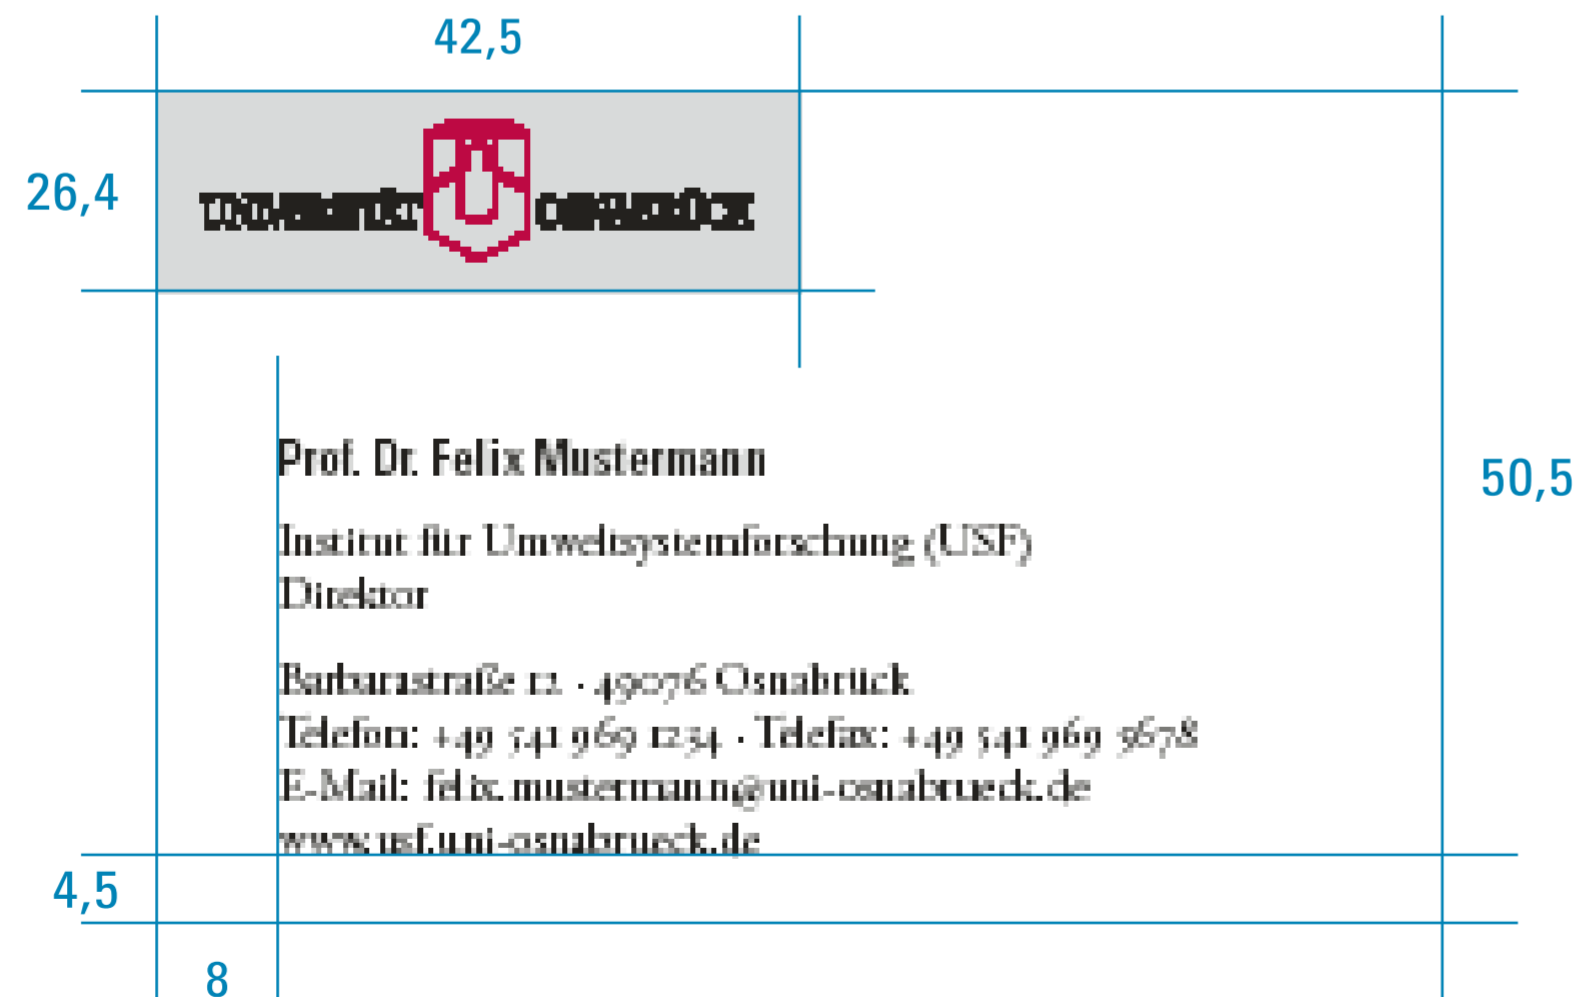 42,5
26,4
UNIVERSITÄT OSNABRÜCK
Prof. Dr. Felix Mustermann
50,5
Institut für Umweltsystemforschung (USF)
Direktor
Barbarastraße 12 · 49076 Osnabrück
Telefon: +49 541 969 1234 · Telefax: +49 541 969 5678
E-Mail: felix.mustermann@uni-osnabrueck.de
www.usf.uni-osnabrueck.de
4,5
8